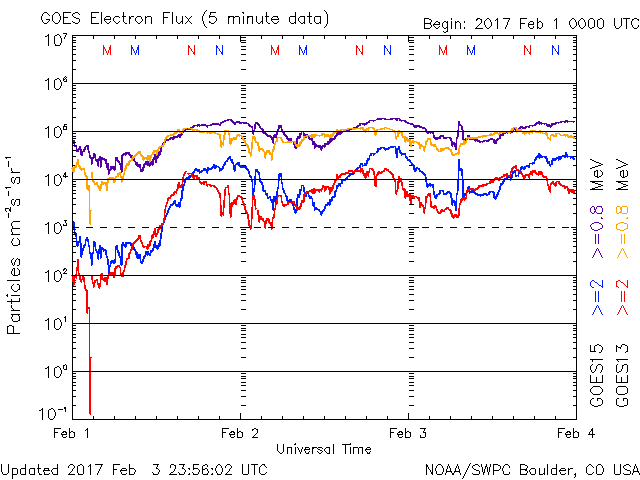 GOES Electron Flux (5 minute data)
Begin: 2017 Feb 1 0000 UTC
M M N N M M N N M M N N
10⁷
10⁶
10⁵
10⁴
10³
10²
10¹
10⁰
10⁻¹
Particles cm⁻²s⁻¹sr⁻¹
Feb 1 Feb 2 Feb 3 Feb 4
Universal Time
GOES15 >=2 >=0.8 MeV
GOES13 >=2 >=0.8 MeV
Updated 2017 Feb 3 23:56:02 UTC
NOAA/SWPC Boulder, CO USA